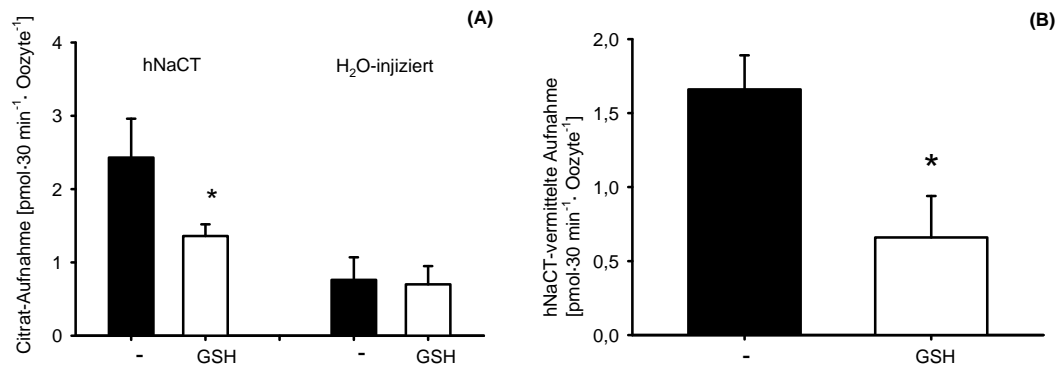 (A)
Citrat-Aufnahme [pmol·30 min⁻¹· Oozyte⁻¹]
4
3
2
1
0
hNaCT
H₂O-injiziert
*
-
GSH
-
GSH
(B)
hNaCT-vermittelte Aufnahme
[pmol·30 min⁻¹· Oozyte⁻¹]
2,0
1,5
1,0
0,5
0,0
*
-
GSH